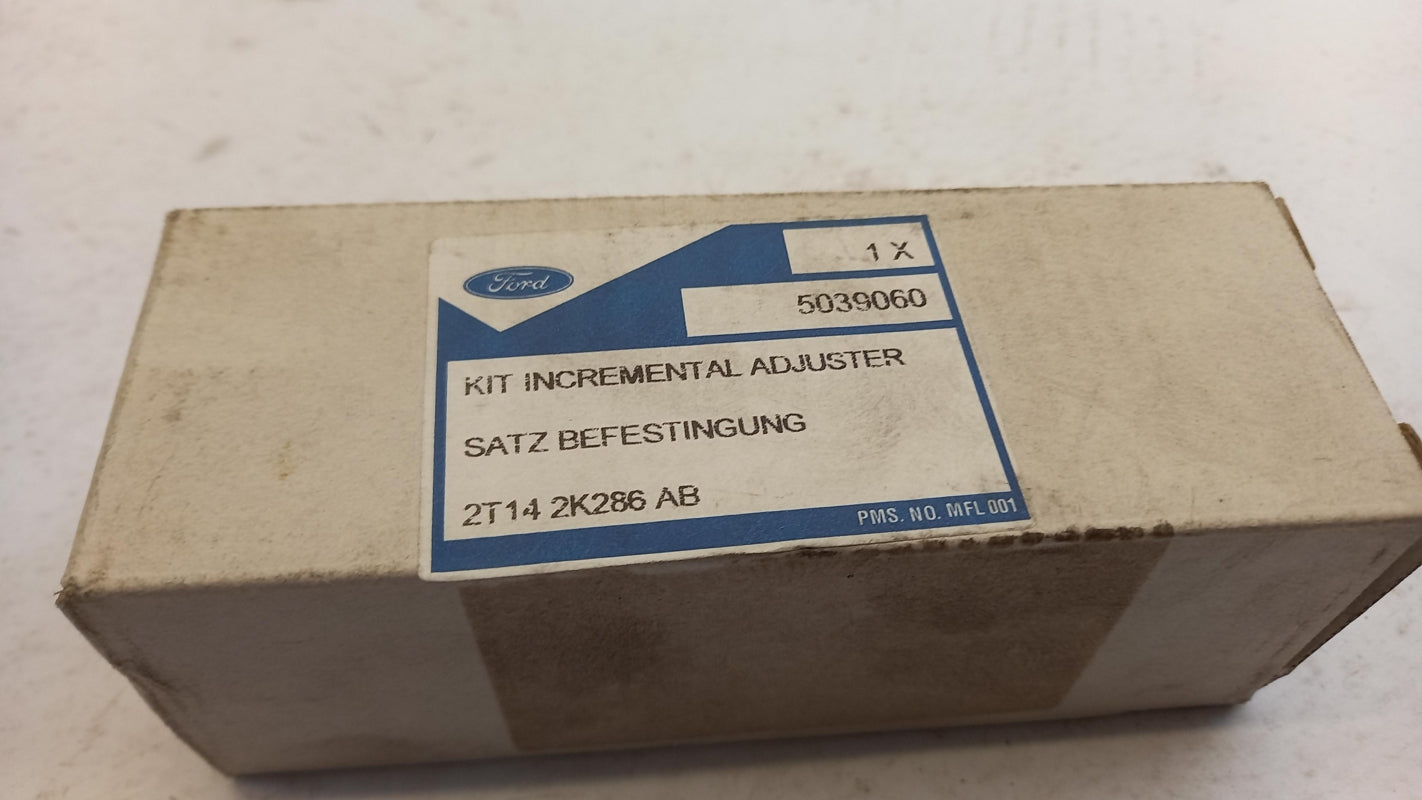 Ford
1 X
5039060
KIT INCREMENTAL ADJUSTER
SATZ BEFESTINGUNG
2T14 2K286 AB
PMS. NO. MFL 001